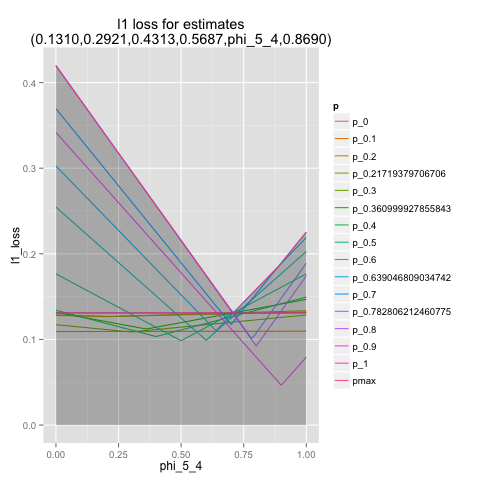 l1 loss for estimates
(0.1310,0.2921,0.4313,0.5687,phi_5_4,0.8690)
l1_loss
0.4
0.3
0.2
0.1
0.0
0.00
0.25
0.50
0.75
1.00
phi_5_4
p
p_0
p_0.1
p_0.2
p_0.21719379706706
p_0.3
p_0.360999927855843
p_0.4
p_0.5
p_0.6
p_0.639046809034742
p_0.7
p_0.782806212460775
p_0.8
p_0.9
p_1
pmax